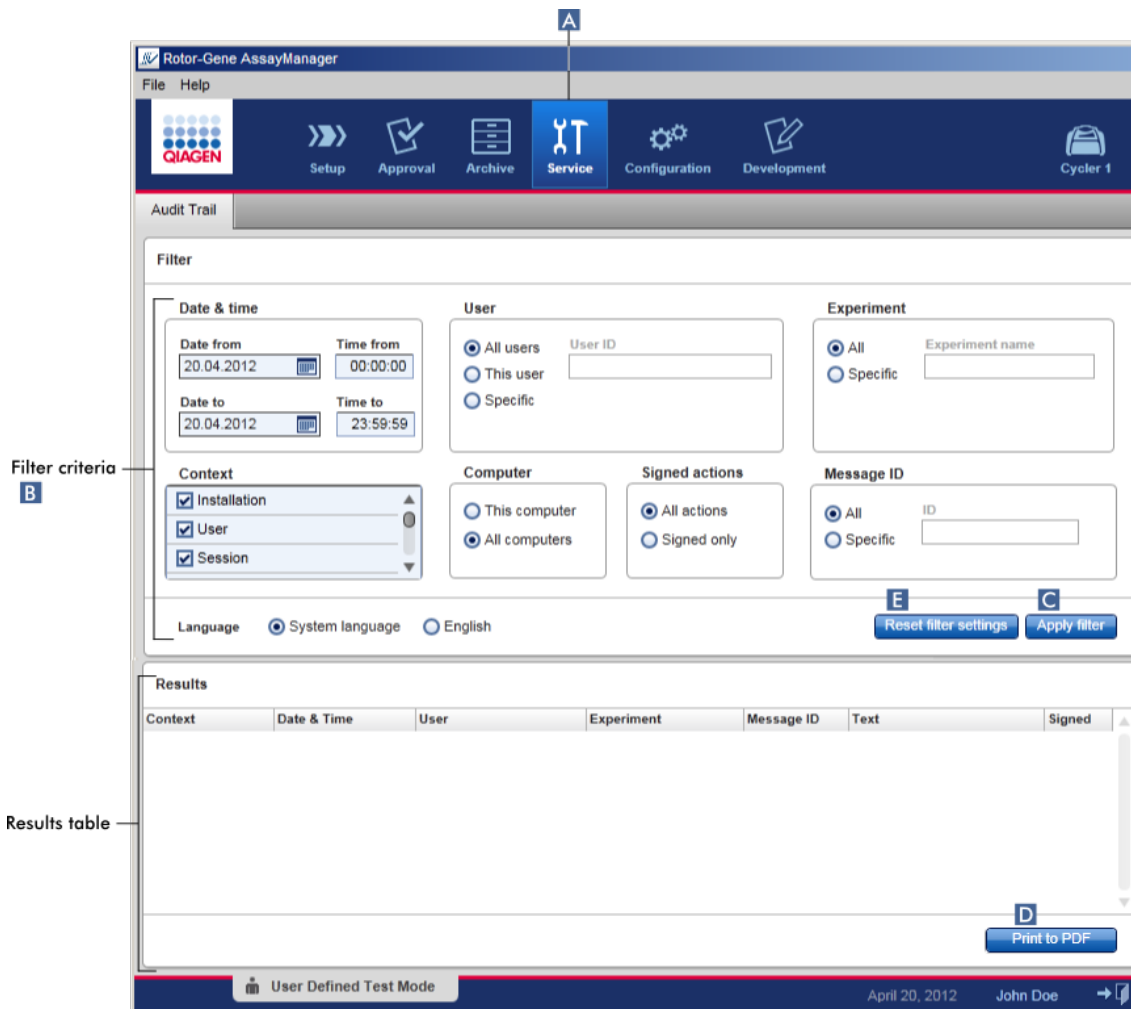 A
Rotor-Gene AssayManager
File Help
QIAGEN
Setup Approval Archive Service Configuration Development Cycler 1
Audit Trail
Filter
Date & time User Experiment
Date from Time from All users User ID All Experiment name
20.04.2012 00:00:00 This user Specific
Date to Time to Specific
20.04.2012 23:59:59
Filter criteria
B
Context Computer Signed actions Message ID
Installation This computer All actions All ID
User All computers Signed only Specific
Session
E C
Language System language English Reset filter settings Apply filter
Results
Context Date & Time User Experiment Message ID Text Signed
Results table
D
Print to PDF
User Defined Test Mode April 20, 2012 John Doe